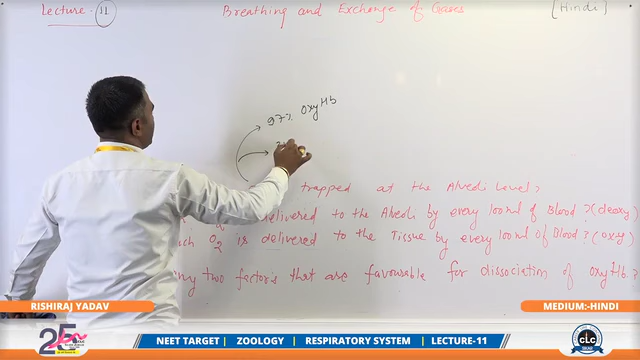 Lecture - 11
Breathing and Exchange of Gases
[Hindi]
97% OxyHb
trapped at the Alveoli Level?
delivered to the Alveoli by every 100ml of Blood? (deoxy)
O2 is delivered to the Tissue by every 100ml of Blood? (oxy)
two factors that are favourable for dissociation of oxyHb?
RISHIRAJ YADAV
MEDIUM:-HINDI
25
NEET TARGET | ZOOLOGY | RESPIRATORY SYSTEM | LECTURE-11
CLC